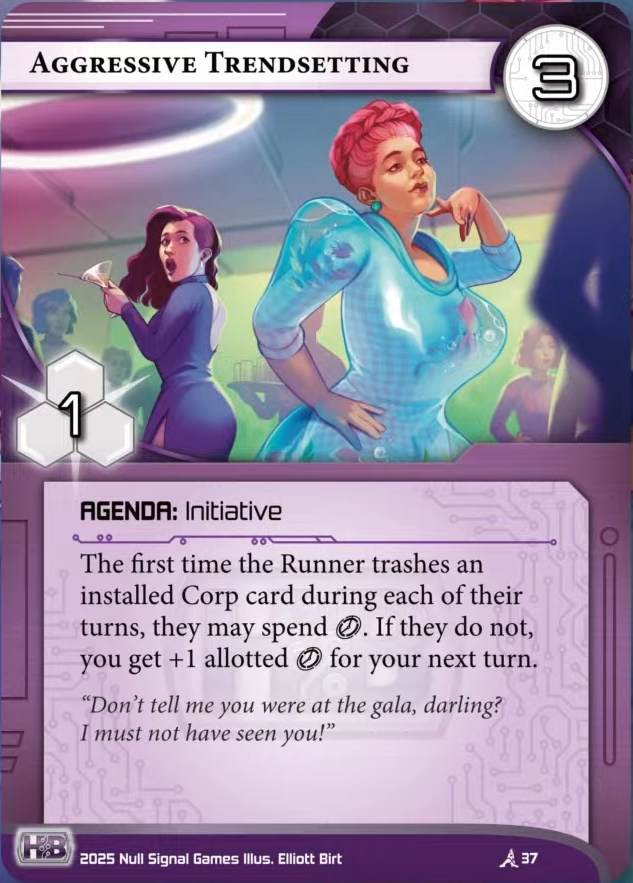 AGGRESSIVE TRENDSETTING
3
1
AGENDA: Initiative
The first time the Runner trashes an
installed Corp card during each of their
turns, they may spend . If they do not,
you get +1 allotted  for your next turn.
“Don’t tell me you were at the gala, darling?
I must not have seen you!”
HB
2025 Null Signal Games Illus. Elliott Birt
37